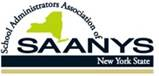 School Administrators Association of
SAANYS
New York State